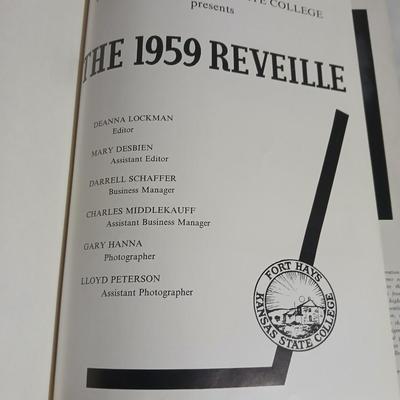 STATE COLLEGE
presents
THE 1959 REVEILLE
DEANNA LOCKMAN
Editor
MARY DESBIEN
Assistant Editor
DARRELL SCHAFFER
Business Manager
CHARLES MIDDLEKAUFF
Assistant Business Manager
GARY HANNA
Photographer
LLOYD PETERSON
Assistant Photographer
FORT HAYS
KANSAS STATE COLLEGE